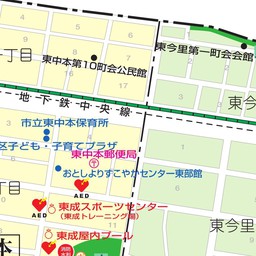 東今里第一町会会館
丁目
東中本第10町会公民館
地下鉄中央線
東今
市立東中本保育所
区子ども・子育てプラザ
東中本郵便局
おとしよりすこやかセンター東部館
丁目
AED
東成スポーツセンター
(東成トレーニング場)
東今里
AED
東成屋内プール
本
消防